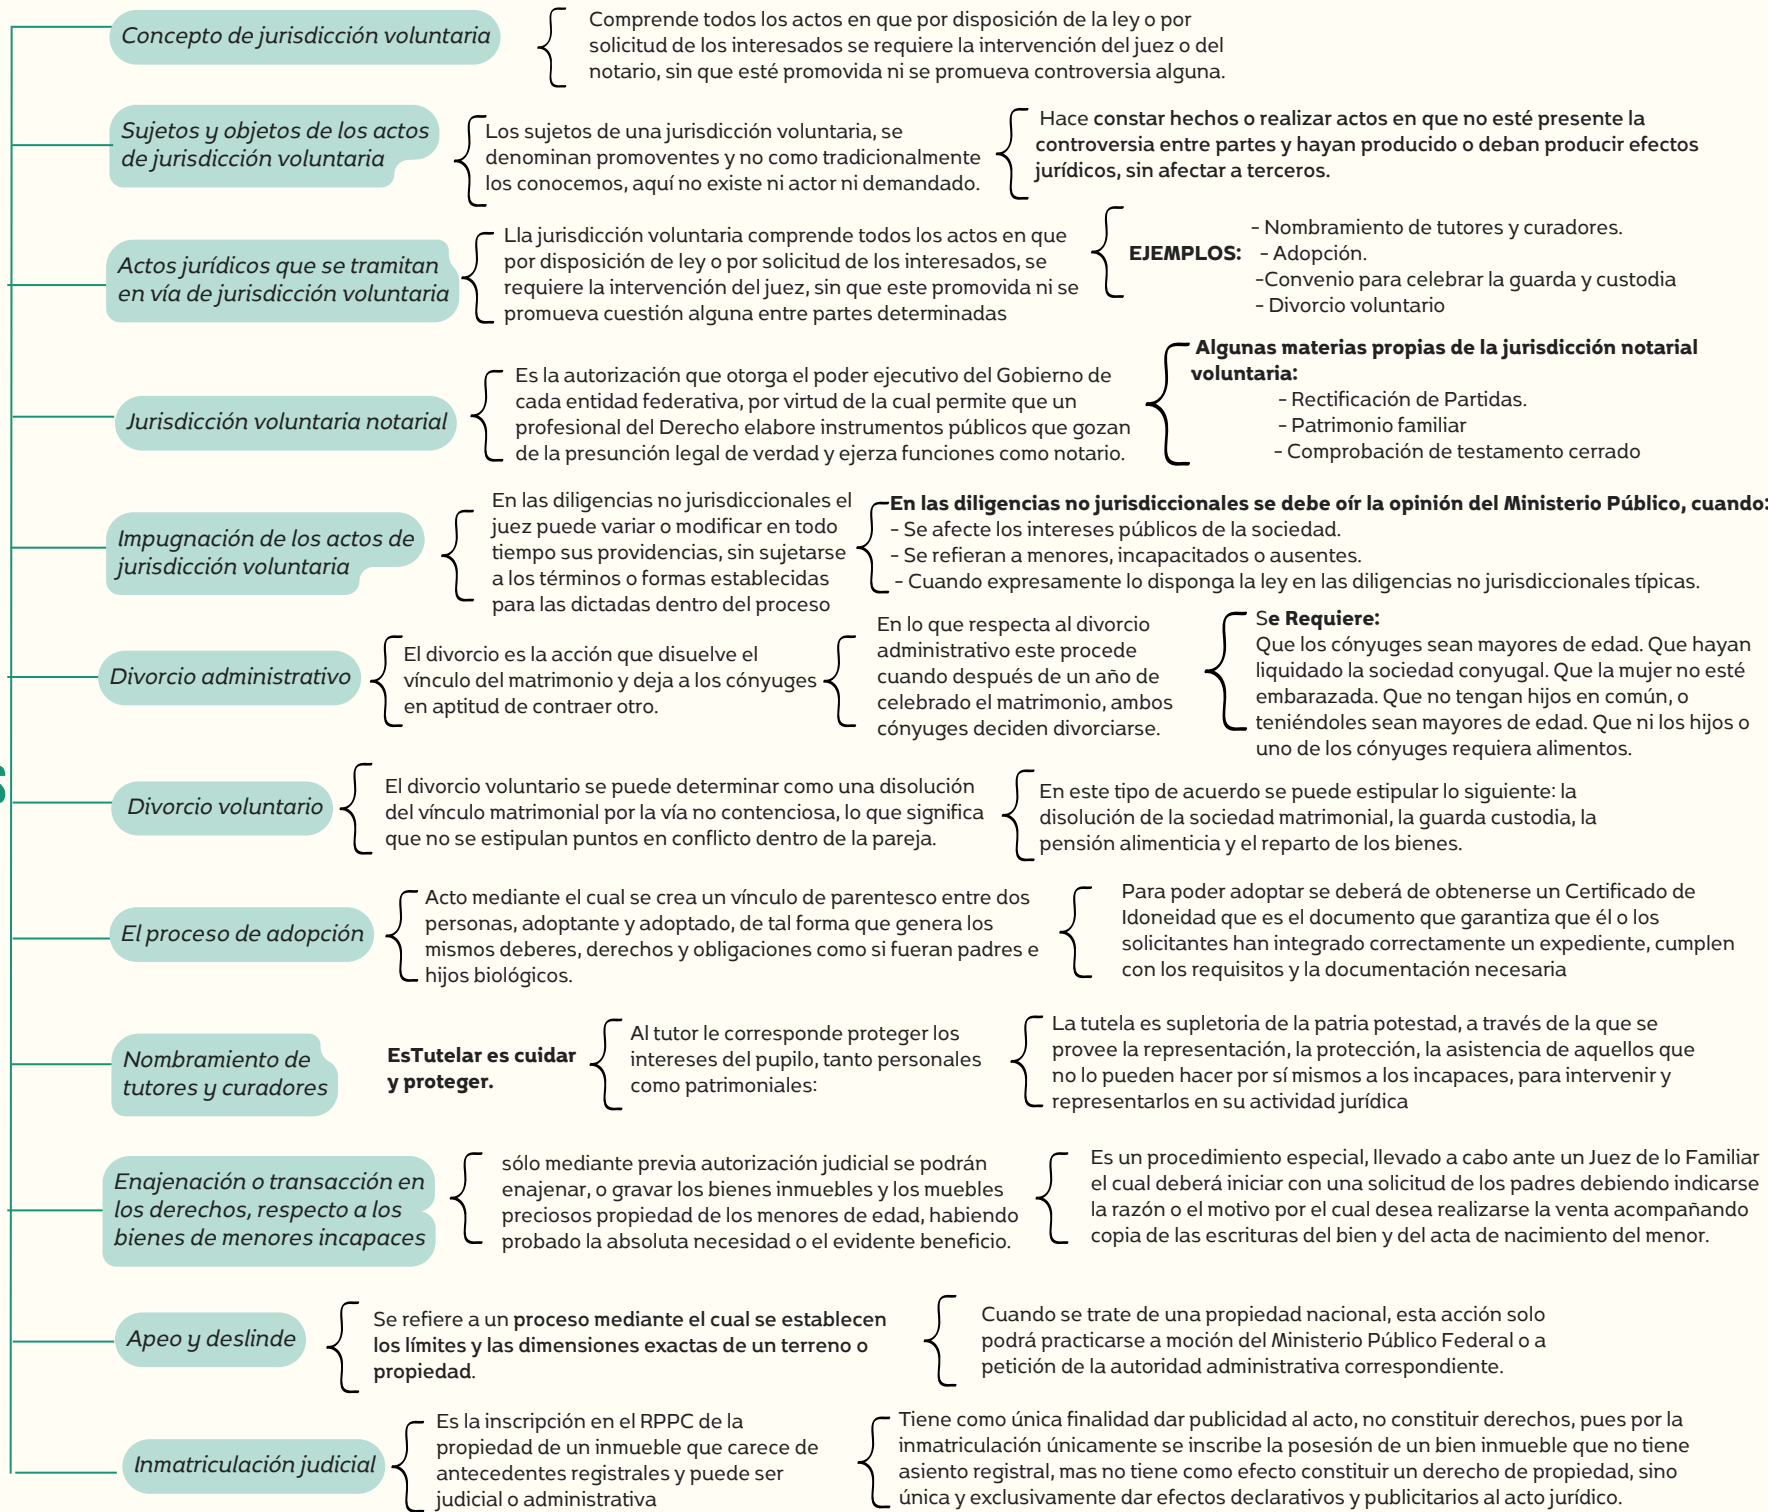 Concepto de jurisdicción voluntaria
Comprende todos los actos en que por disposición de la ley o por
solicitud de los interesados se requiere la intervención del juez o del
notario, sin que esté promovida ni se promueva controversia alguna.
Sujetos y objetos de los actos
de jurisdicción voluntaria
Los sujetos de una jurisdicción voluntaria, se
denominan promoventes y no como tradicionalmente
los conocemos, aquí no existe ni actor ni demandado.
Hace constar hechos o realizar actos en que no esté presente la
controversia entre partes y hayan producido o deban producir efectos
jurídicos, sin afectar a terceros.
Actos jurídicos que se tramitan
en vía de jurisdicción voluntaria
Lla jurisdicción voluntaria comprende todos los actos en que
por disposición de ley o por solicitud de los interesados, se
requiere la intervención del juez, sin que este promovida ni se
promueva cuestión alguna entre partes determinadas
EJEMPLOS:
- Nombramiento de tutores y curadores.
- Adopción.
-Convenio para celebrar la guarda y custodia
- Divorcio voluntario
Jurisdicción voluntaria notarial
Es la autorización que otorga el poder ejecutivo del Gobierno de
cada entidad federativa, por virtud de la cual permite que un
profesional del Derecho elabore instrumentos públicos que gozan
de la presunción legal de verdad y ejerza funciones como notario.
Algunas materias propias de la jurisdicción notarial
voluntaria:
- Rectificación de Partidas.
- Patrimonio familiar
- Comprobación de testamento cerrado
Impugnación de los actos de
jurisdicción voluntaria
En las diligencias no jurisdiccionales el
juez puede variar o modificar en todo
tiempo sus providencias, sin sujetarse
a los términos o formas establecidas
para las dictadas dentro del proceso
En las diligencias no jurisdiccionales se debe oír la opinión del Ministerio Público, cuando:
- Se afecte los intereses públicos de la sociedad.
- Se refieran a menores, incapacitados o ausentes.
- Cuando expresamente lo disponga la ley en las diligencias no jurisdiccionales típicas.
Divorcio administrativo
El divorcio es la acción que disuelve el
vínculo del matrimonio y deja a los cónyuges
en aptitud de contraer otro.
En lo que respecta al divorcio
administrativo este procede
cuando después de un año de
celebrado el matrimonio, ambos
cónyuges deciden divorciarse.
Se Requiere:
Que los cónyuges sean mayores de edad. Que hayan
liquidado la sociedad conyugal. Que la mujer no esté
embarazada. Que no tengan hijos en común, o
teniéndoles sean mayores de edad. Que ni los hijos o
uno de los cónyuges requiera alimentos.
S
Divorcio voluntario
El divorcio voluntario se puede determinar como una disolución
del vínculo matrimonial por la vía no contenciosa, lo que significa
que no se estipulan puntos en conflicto dentro de la pareja.
En este tipo de acuerdo se puede estipular lo siguiente: la
disolución de la sociedad matrimonial, la guarda custodia, la
pensión alimenticia y el reparto de los bienes.
El proceso de adopción
Acto mediante el cual se crea un vínculo de parentesco entre dos
personas, adoptante y adoptado, de tal forma que genera los
mismos deberes, derechos y obligaciones como si fueran padres e
hijos biológicos.
Para poder adoptar se deberá de obtenerse un Certificado de
Idoneidad que es el documento que garantiza que él o los
solicitantes han integrado correctamente un expediente, cumplen
con los requisitos y la documentación necesaria
Nombramiento de
tutores y curadores
EsTutelar es cuidar
y proteger.
Al tutor le corresponde proteger los
intereses del pupilo, tanto personales
como patrimoniales:
La tutela es supletoria de la patria potestad, a través de la que se
provee la representación, la protección, la asistencia de aquellos que
no lo pueden hacer por sí mismos a los incapaces, para intervenir y
representarlos en su actividad jurídica
Enajenación o transacción en
los derechos, respecto a los
bienes de menores incapaces
sólo mediante previa autorización judicial se podrán
enajenar, o gravar los bienes inmuebles y los muebles
preciosos propiedad de los menores de edad, habiendo
probado la absoluta necesidad o el evidente beneficio.
Es un procedimiento especial, llevado a cabo ante un Juez de lo Familiar
el cual deberá iniciar con una solicitud de los padres debiendo indicarse
la razón o el motivo por el cual desea realizarse la venta acompañando
copia de las escrituras del bien y del acta de nacimiento del menor.
Apeo y deslinde
Se refiere a un proceso mediante el cual se establecen
los límites y las dimensiones exactas de un terreno o
propiedad.
Cuando se trate de una propiedad nacional, esta acción solo
podrá practicarse a moción del Ministerio Público Federal o a
petición de la autoridad administrativa correspondiente.
Inmatriculación judicial
Es la inscripción en el RPPC de la
propiedad de un inmueble que carece de
antecedentes registrales y puede ser
judicial o administrativa
Tiene como única finalidad dar publicidad al acto, no constituir derechos, pues por la
inmatriculación únicamente se inscribe la posesión de un bien inmueble que no tiene
asiento registral, mas no tiene como efecto constituir un derecho de propiedad, sino
única y exclusivamente dar efectos declarativos y publicitarios al acto jurídico.